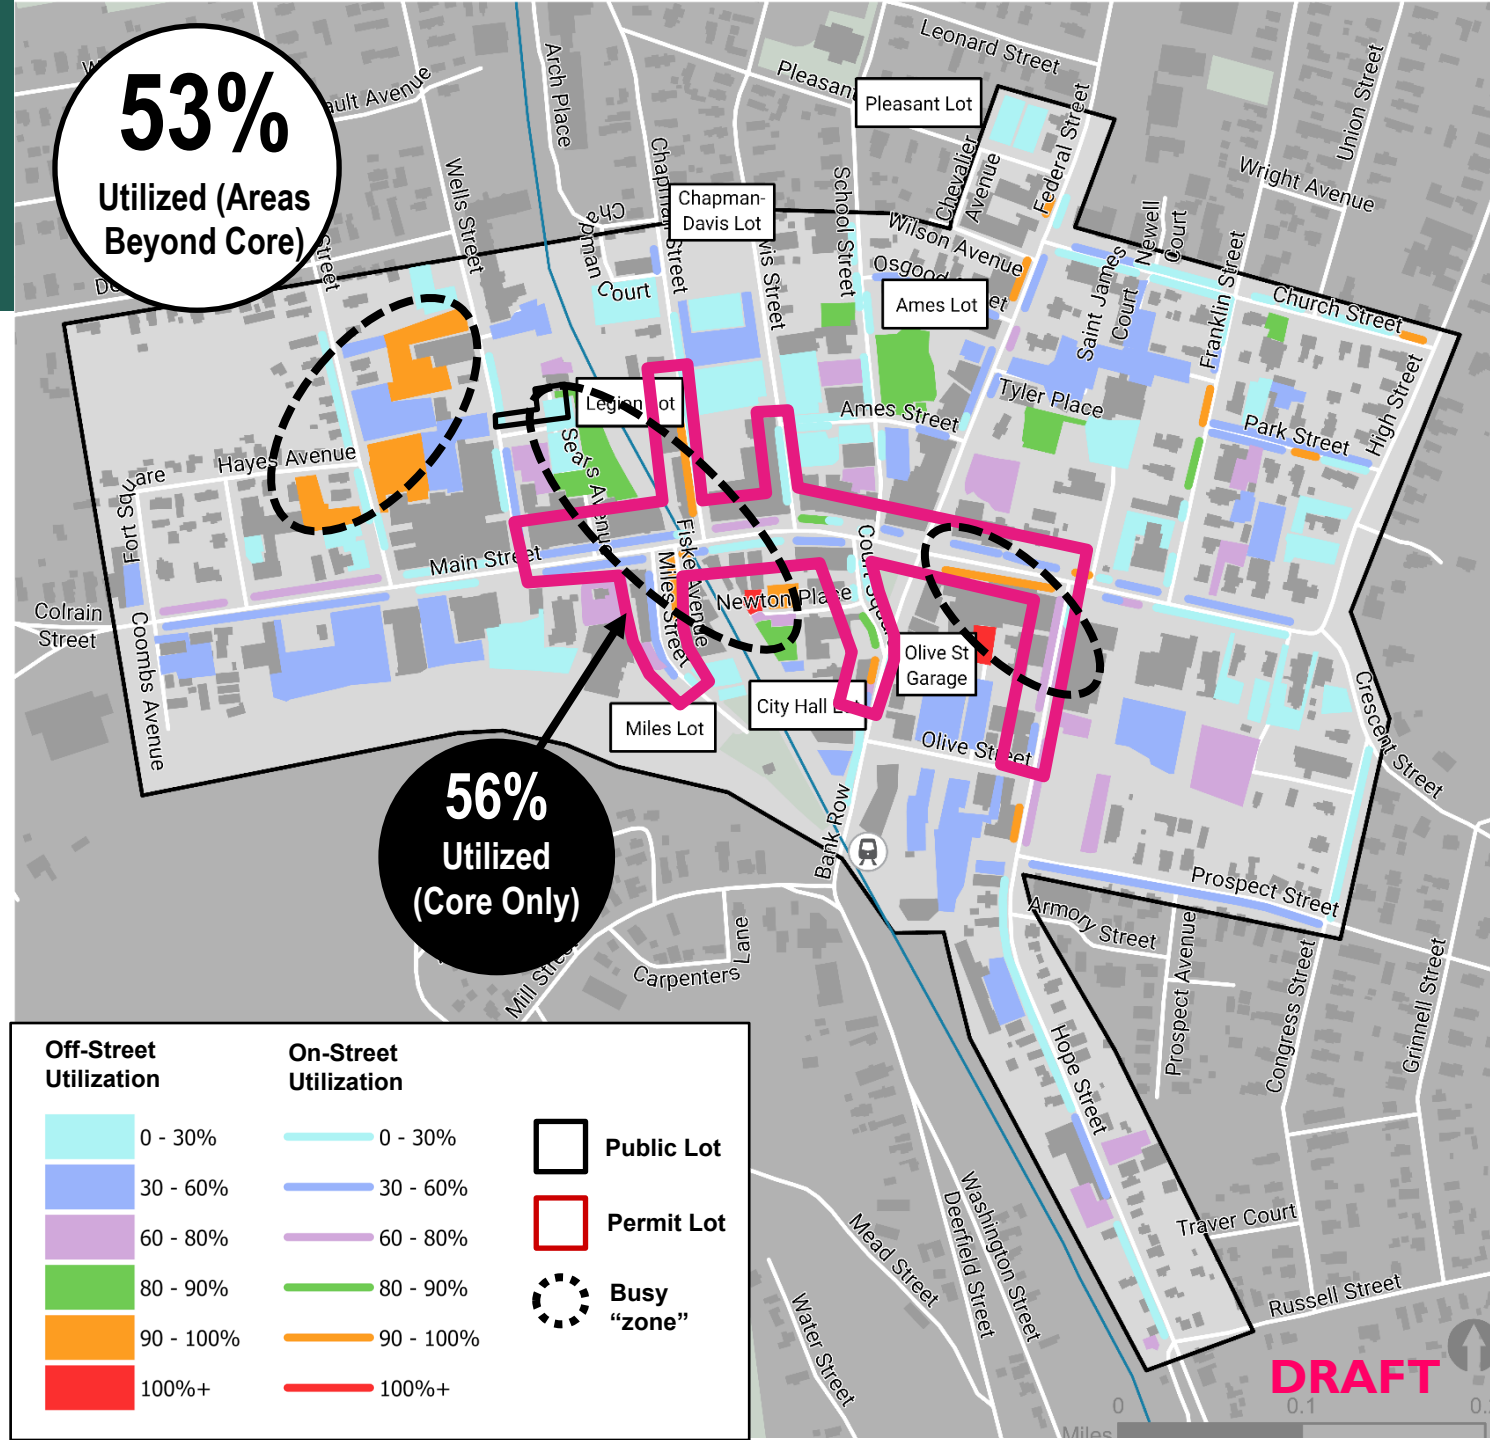 53%
Utilized (Areas
Beyond Core)
ault Avenue
Street
Wells Street
Arch Place
Chapman
Court
Street
Chapman-
Davis Lot
vis Street
School Street
Pleasant
Pleasant Lot
Leonard Street
Chevalier
Avenue
Federal Street
Wilson Avenue
Ames Lot
Saint James
Court
Newell
Court
Franklin Street
Wright Avenue
Union Street
Church Street
High Street
Park Street
Tyler Place
Ames Street
Legion Lot
Sears Avenue
Hayes Avenue
Fort Square
Main Street
Colrain
Street
Coombs Avenue
Fiske Avenue
Miles Street
Newton Place
Court Square
Olive St
Garage
City Hall Lot
Miles Lot
Olive Street
Bank Row
56%
Utilized
(Core Only)
Crescent Street
Prospect Street
Armory Street
Prospect Avenue
Congress Street
Grinnell Street
Carpenters Lane
Mill Street
Hope Street
Traver Court
Russell Street
Washington Street
Deerfield Street
Mead Street
Water Street
Off-Street
Utilization
0 - 30%
30 - 60%
60 - 80%
80 - 90%
90 - 100%
100%+
On-Street
Utilization
0 - 30%
30 - 60%
60 - 80%
80 - 90%
90 - 100%
100%+
Public Lot
Permit Lot
Busy
“zone”
DRAFT
0
0.1
Miles